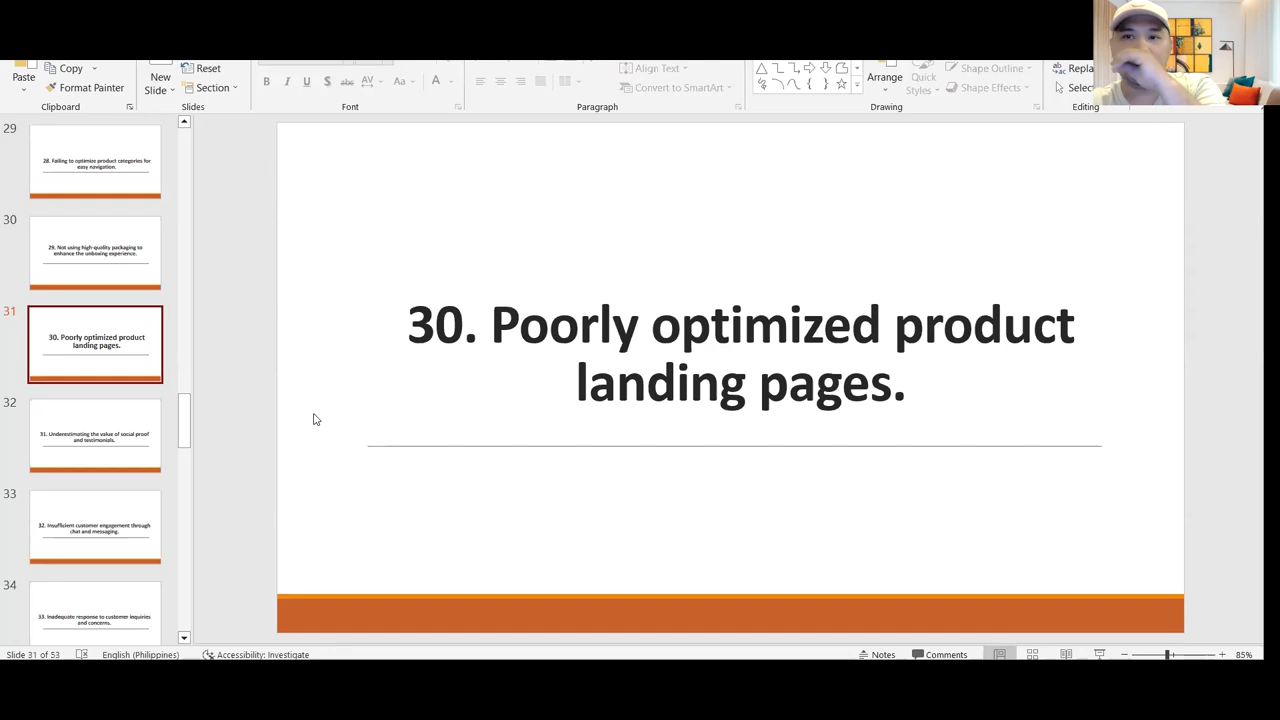 Paste
Copy
Format Painter
Clipboard
New
Slide
Reset
Section
Slides
B I U S abc AV Aa A
Font
Align Text
Convert to SmartArt
Paragraph
Arrange
Quick
Styles
Shape Outline
Shape Effects
Drawing
Repla
Selec
Editing
29
28. Failing to optimize product categories for
easy navigation.
30
29. Not using high-quality packaging to
enhance the unboxing experience.
31
30. Poorly optimized product
landing pages.
32
31. Underestimating the value of social proof
and testimonials.
33
32. Insufficient customer engagement through
chat and messaging.
34
33. Inadequate response to customer inquiries
and concerns.
30. Poorly optimized product
landing pages.
Slide 31 of 53
English (Philippines)
Accessibility: Investigate
Notes
Comments
85%